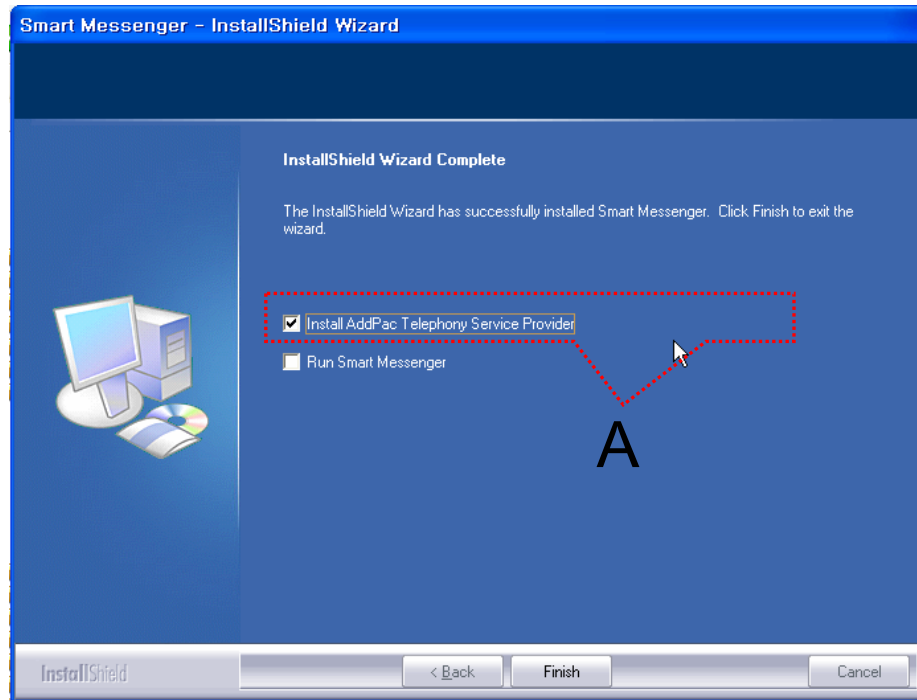 Smart Messenger - InstallShield Wizard
InstallShield Wizard Complete
The InstallShield Wizard has successfully installed Smart Messenger. Click Finish to exit the
wizard.
Install AddPac Telephony Service Provider
Run Smart Messenger
A
InstallShield
< Back
Finish
Cancel